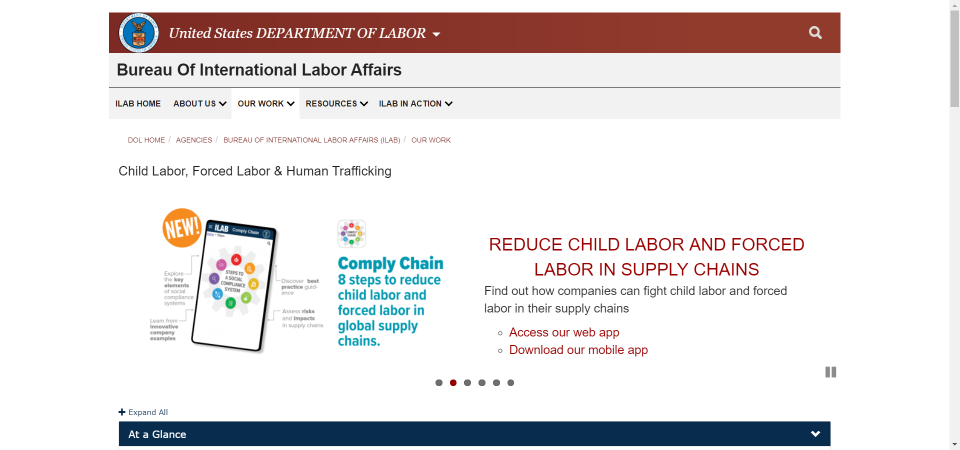 United States DEPARTMENT OF LABOR
Bureau Of International Labor Affairs
ILAB HOME ABOUT US OUR WORK RESOURCES ILAB IN ACTION
DOL HOME / AGENCIES / BUREAU OF INTERNATIONAL LABOR AFFAIRS (ILAB) / OUR WORK
Child Labor, Forced Labor & Human Trafficking
NEW!
ILAB Comply Chain
STEPS TO
A SOCIAL
COMPLIANCE
SYSTEM
Explore
the key
elements
of social
compliance
systems
Learn from
innovative
company
examples
Discover best
practice guid-
ance
Assess risks
and impacts
in supply chains
Comply Chain
8 steps to reduce
child labor and
forced labor in
global supply
chains.
REDUCE CHILD LABOR AND FORCED
LABOR IN SUPPLY CHAINS
Find out how companies can fight child labor and forced
labor in their supply chains
Access our web app
Download our mobile app
Expand All
At a Glance